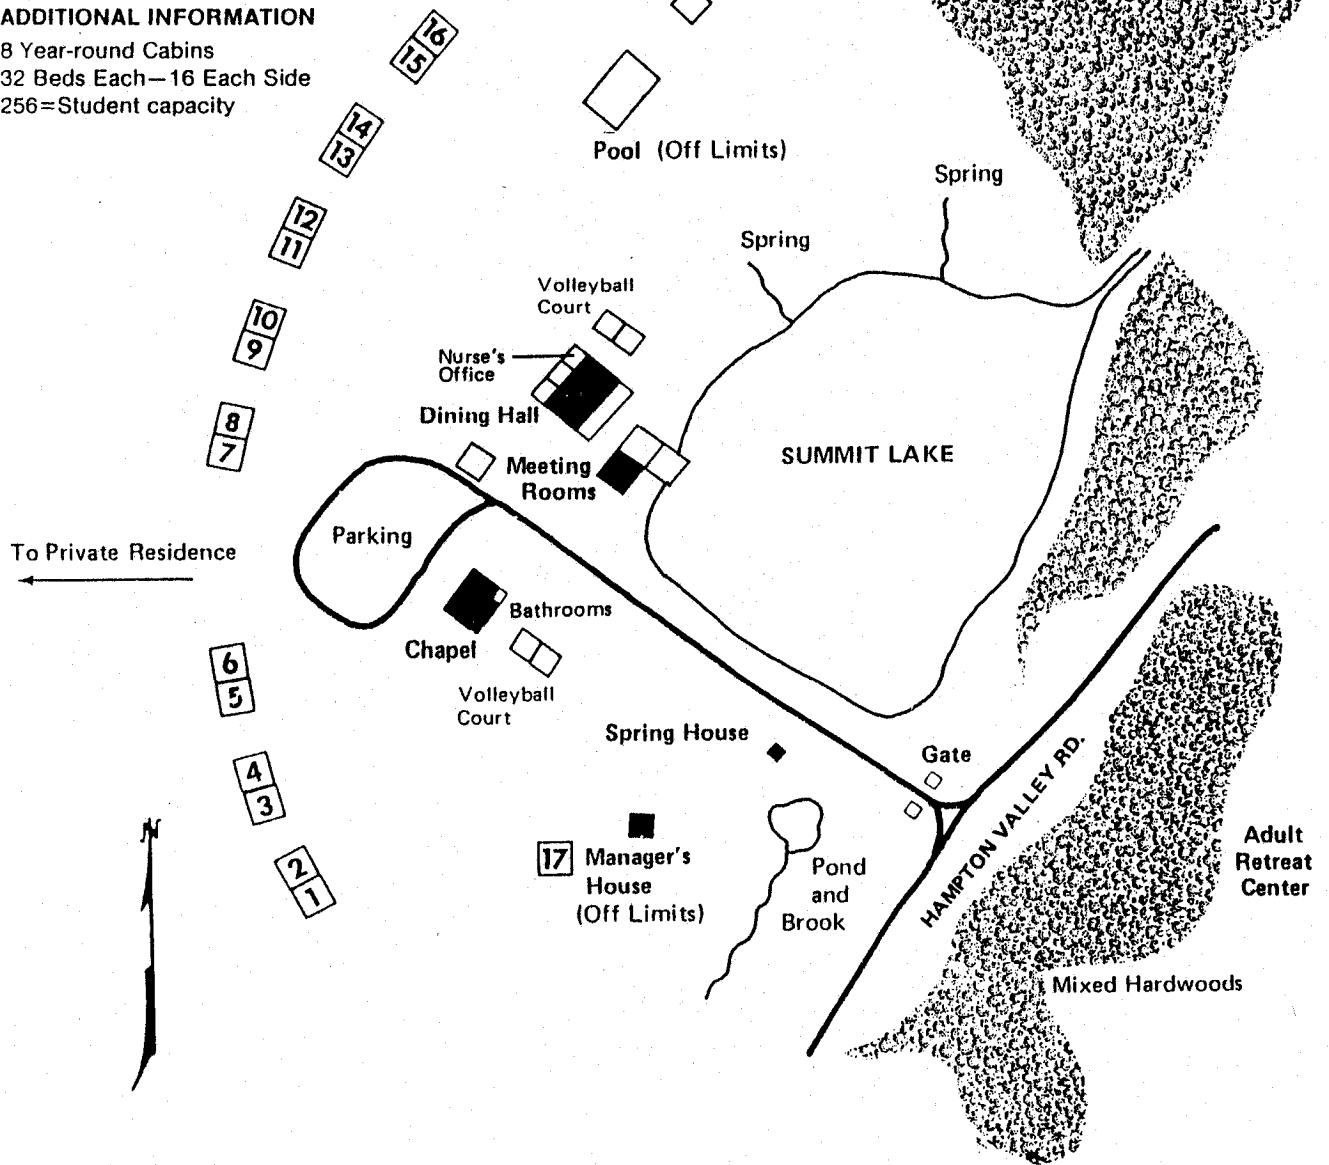 ADDITIONAL INFORMATION
8 Year-round Cabins
32 Beds Each—16 Each Side
256=Student capacity
16
15
14
13
12
11
10
9
8
7
6
5
4
3
2
1
Pool (Off Limits)
Spring
Spring
Volleyball
Court
Nurse's
Office
Dining Hall
Meeting
Rooms
SUMMIT LAKE
Parking
To Private Residence
Bathrooms
Chapel
Volleyball
Court
Spring House
Gate
HAMPTON VALLEY RD.
17
Manager's
House
(Off Limits)
Pond
and
Brook
Adult
Retreat
Center
Mixed Hardwoods
N